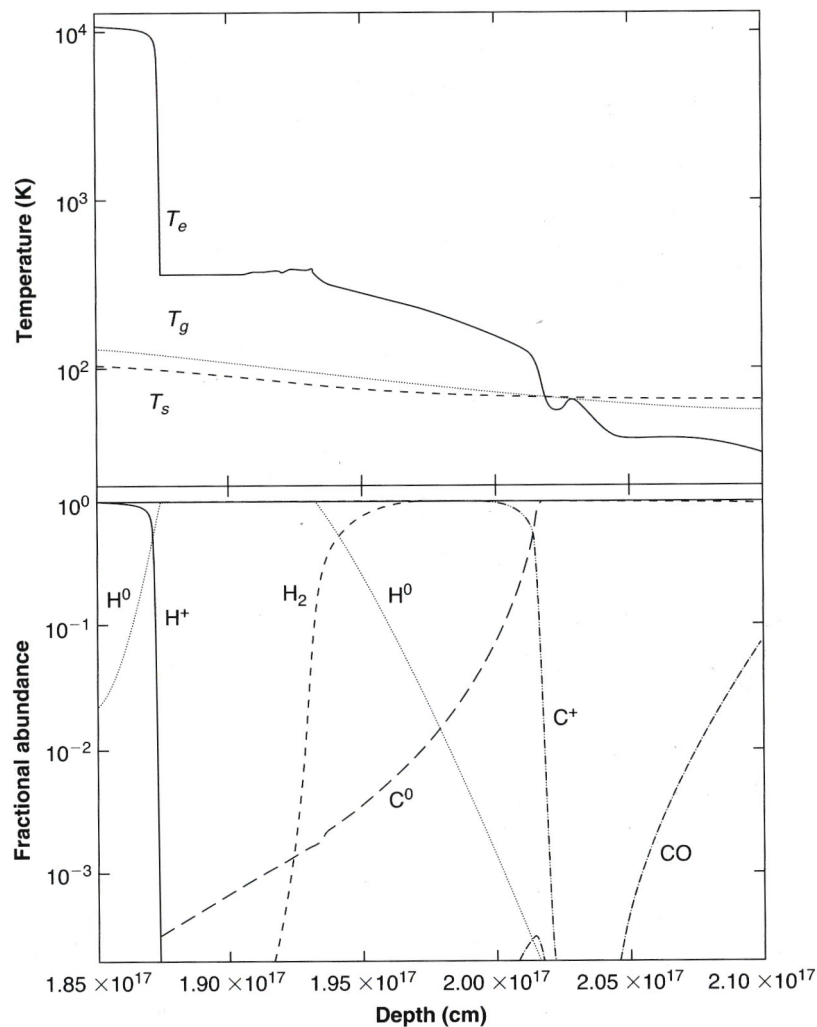 10⁴
10³
10²
Temperature (K)
Tₑ
T_g
Tₛ
10⁰
10⁻¹
10⁻²
10⁻³
Fractional abundance
H⁰
H⁺
H₂
H⁰
C⁰
C⁺
CO
1.85 ×10¹⁷ 1.90 ×10¹⁷ 1.95 ×10¹⁷ 2.00 ×10¹⁷ 2.05 ×10¹⁷ 2.10 ×10¹⁷
Depth (cm)